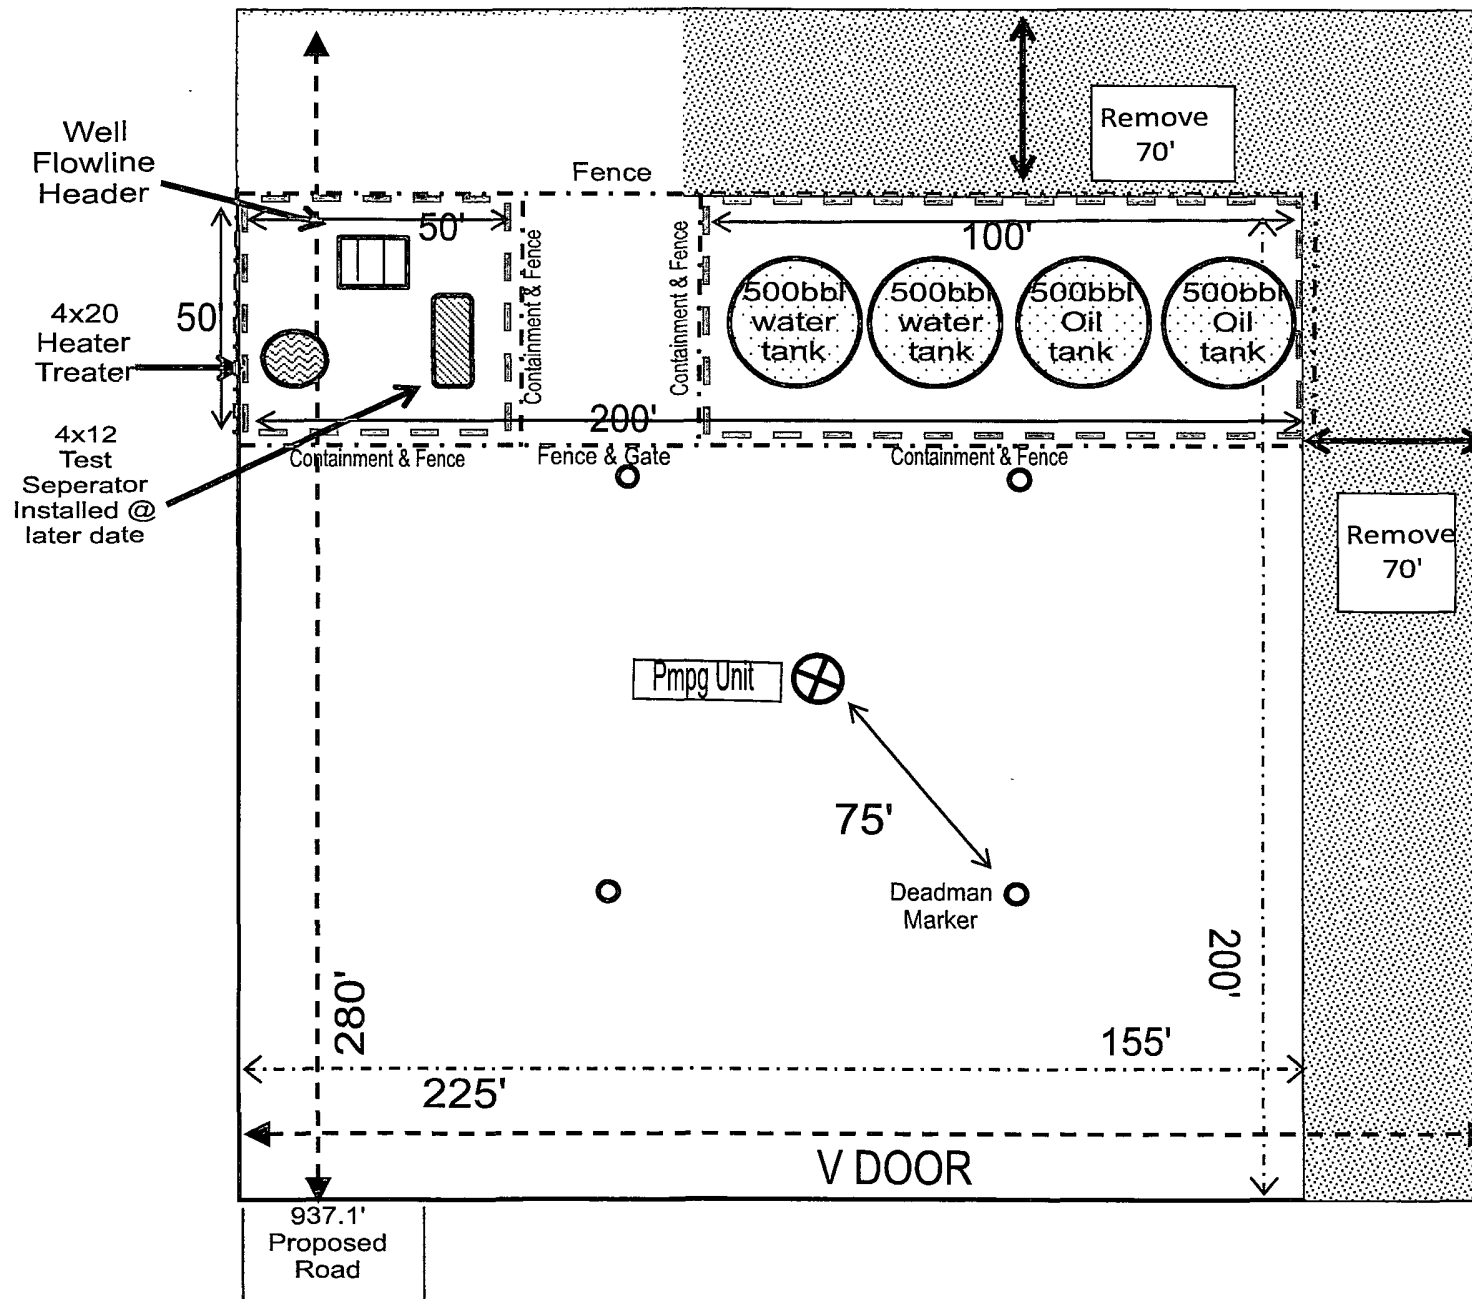 Remove
70'
Well
Flowline
Header
Fence
50'
100'
50'
Containment & Fence
Containment & Fence
500bbl
water
tank
500bbl
water
tank
500bbl
Oil
tank
500bbl
Oil
tank
4x20
Heater
Treater
200'
4x12
Test
Seperator
Installed @
later date
Containment & Fence
Fence & Gate
Containment & Fence
Remove
70'
Pmpg Unit
75'
Deadman
Marker
200'
280'
155'
225'
V DOOR
937.1'
Proposed
Road